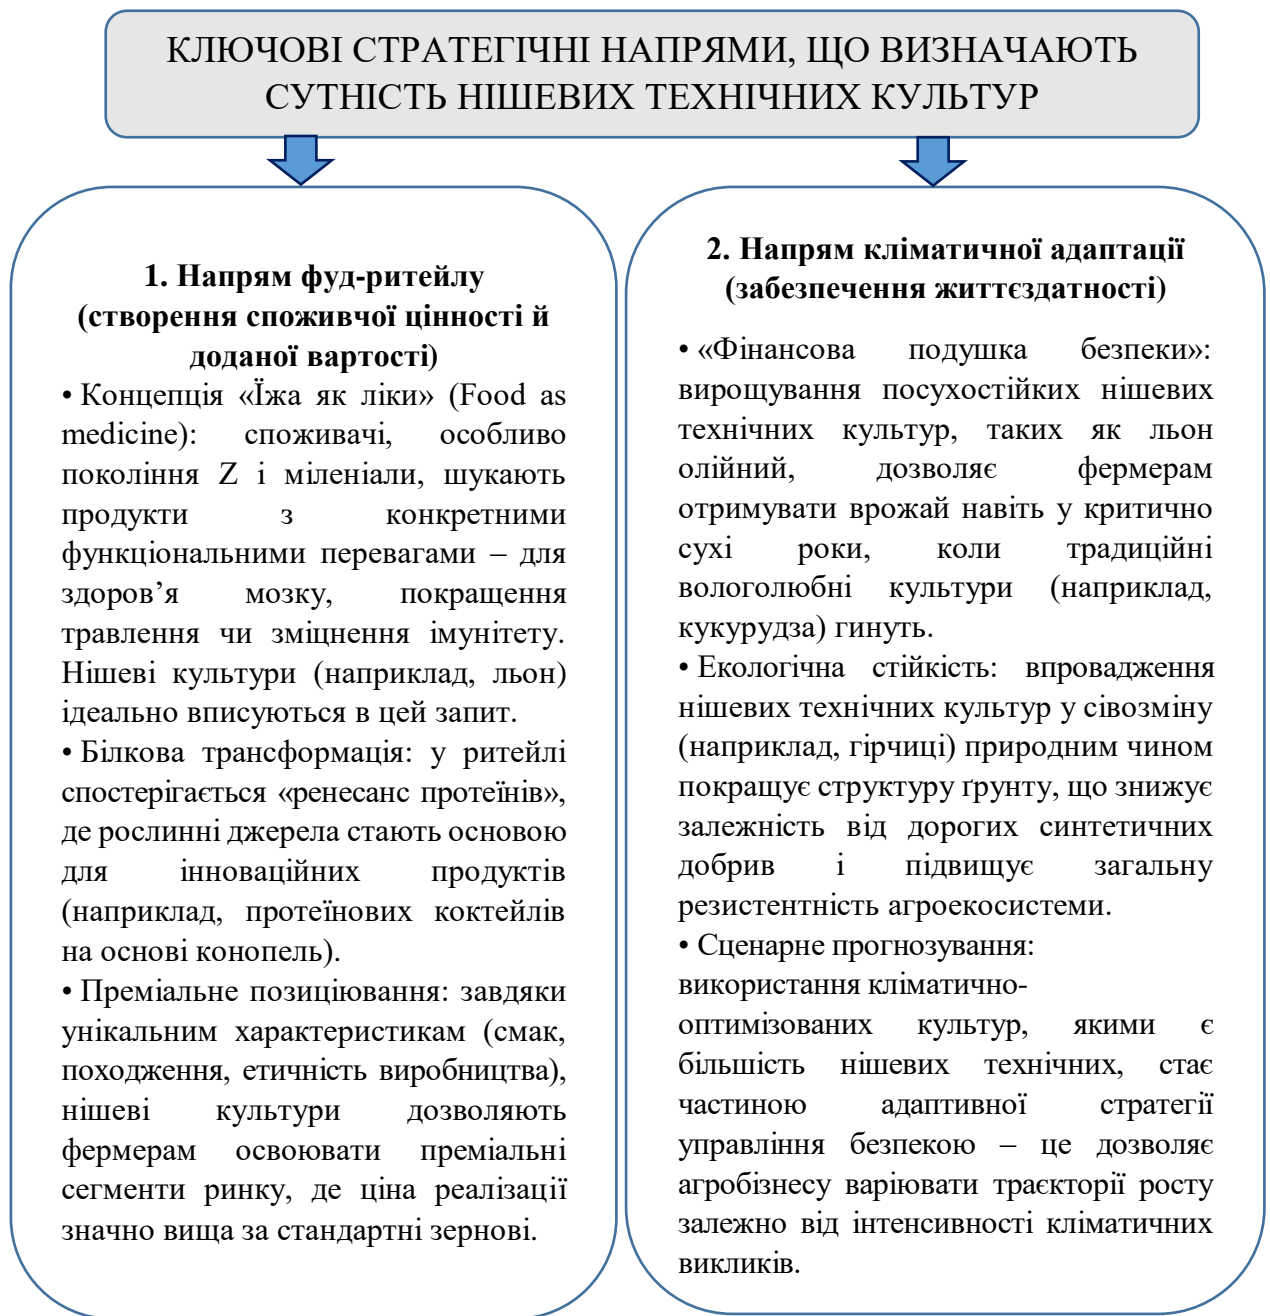 КЛЮЧОВІ СТРАТЕГІЧНІ НАПРЯМИ, ЩО ВИЗНАЧАЮТЬ
СУТНІСТЬ НІШЕВИХ ТЕХНІЧНИХ КУЛЬТУР
1. Напрям фуд-ритейлу
(створення споживчої цінності й
доданої вартості)
• Концепція «Їжа як ліки» (Food as
medicine): споживачі, особливо
покоління Z і міленіали, шукають
продукти з конкретними
функціональними перевагами – для
здоров’я мозку, покращення
травлення чи зміцнення імунітету.
Нішеві культури (наприклад, льон)
ідеально вписуються в цей запит.
• Білкова трансформація: у ритейлі
спостерігається «ренесанс протеїнів»,
де рослинні джерела стають основою
для інноваційних продуктів
(наприклад, протеїнових коктейлів
на основі конопель).
• Преміальне позиціювання: завдяки
унікальним характеристикам (смак,
походження, етичність виробництва),
нішеві культури дозволяють
фермерам освоювати преміальні
сегменти ринку, де ціна реалізації
значно вища за стандартні зернові.
2. Напрям кліматичної адаптації
(забезпечення життєздатності)
• «Фінансова подушка безпеки»:
вирощування посухостійких нішевих
технічних культур, таких як льон
олійний, дозволяє фермерам
отримувати врожай навіть у критично
сухі роки, коли традиційні
вологолюбні культури (наприклад,
кукурудза) гинуть.
• Екологічна стійкість: впровадження
нішевих технічних культур у сівозміну
(наприклад, гірчиці) природним чином
покращує структуру ґрунту, що знижує
залежність від дорогих синтетичних
добрив і підвищує загальну
резистентність агроекосистеми.
• Сценарне прогнозування:
використання кліматично-
оптимізованих культур, якими є
більшість нішевих технічних, стає
частиною адаптивної стратегії
управління безпекою – це дозволяє
агробізнесу варіювати траєкторії росту
залежно від інтенсивності кліматичних
викликів.